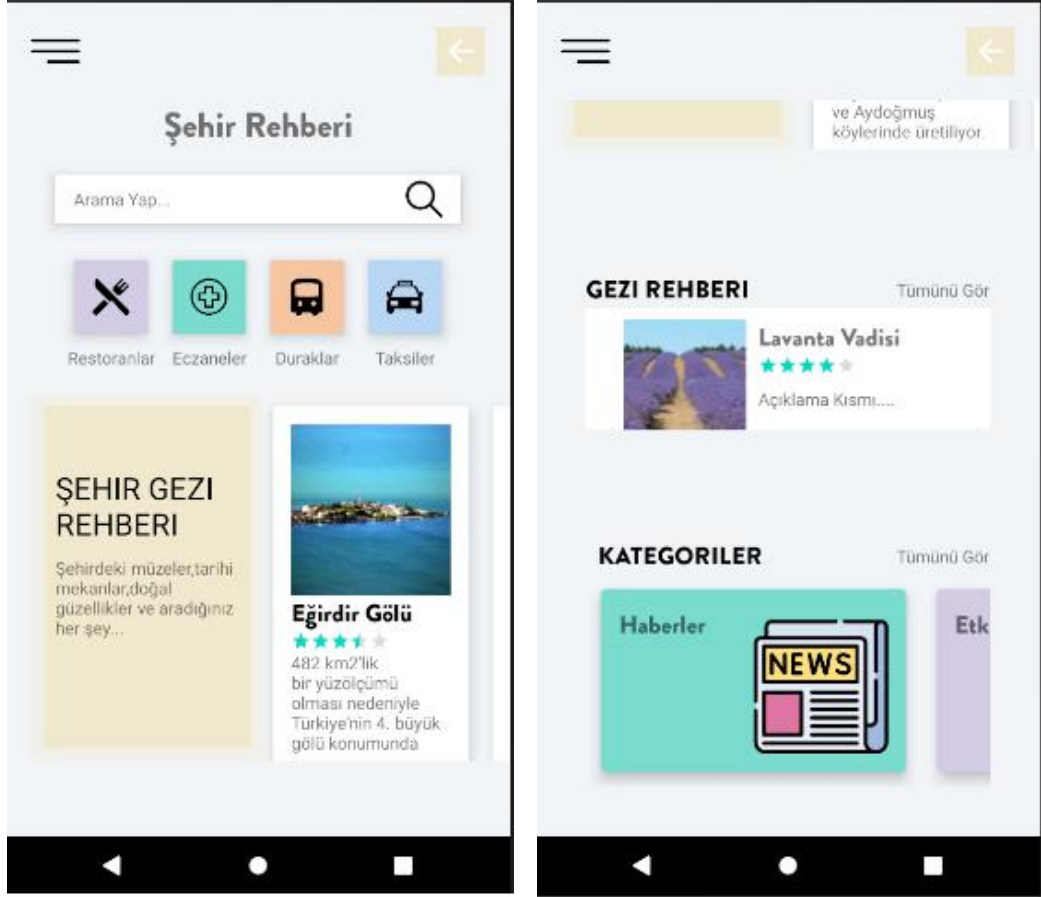 Şehir Rehberi
Arama Yap...
Restoranlar Eczaneler Duraklar Taksiler
ŞEHIR GEZI
REHBERI
Şehirdeki müzeler,tarihi
mekanlar,doğal
güzellikler ve aradığınız
her şey...
Eğirdir Gölü
482 km2'lik
bir yüzölçümü
olması nedeniyle
Türkiye'nin 4. büyük
gölü konumunda
ve Aydoğmuş
köylerinde üretiliyor.
GEZI REHBERI Tümünü Gör
Lavanta Vadisi
Açıklama Kısmı....
KATEGORILER Tümünü Gör
Haberler
NEWS
Etk